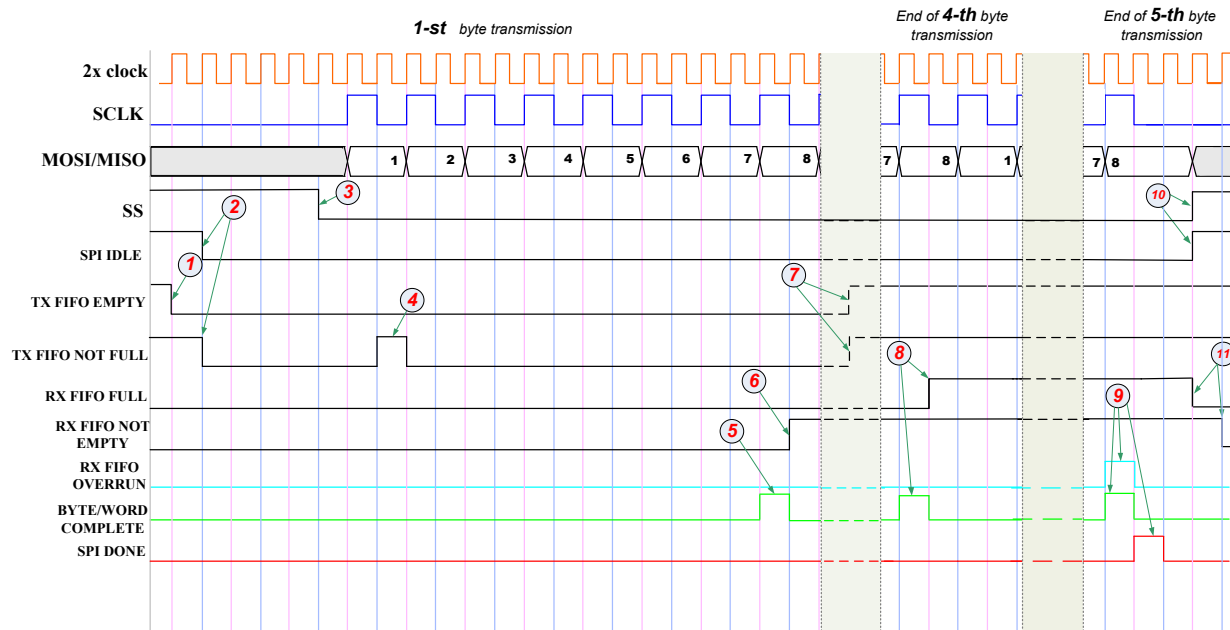 1-st byte transmission
End of 4-th byte
transmission
End of 5-th byte
transmission
2x clock
SCLK
MOSI/MISO
1 2 3 4 5 6 7 8 7 8 1 7 8
SS
3
10
2
SPI IDLE
1
7
TX FIFO EMPTY
4
TX FIFO NOT FULL
8
11
RX FIFO FULL
6
9
RX FIFO NOT
EMPTY
5
RX FIFO
OVERRUN
BYTE/WORD
COMPLETE
SPI DONE